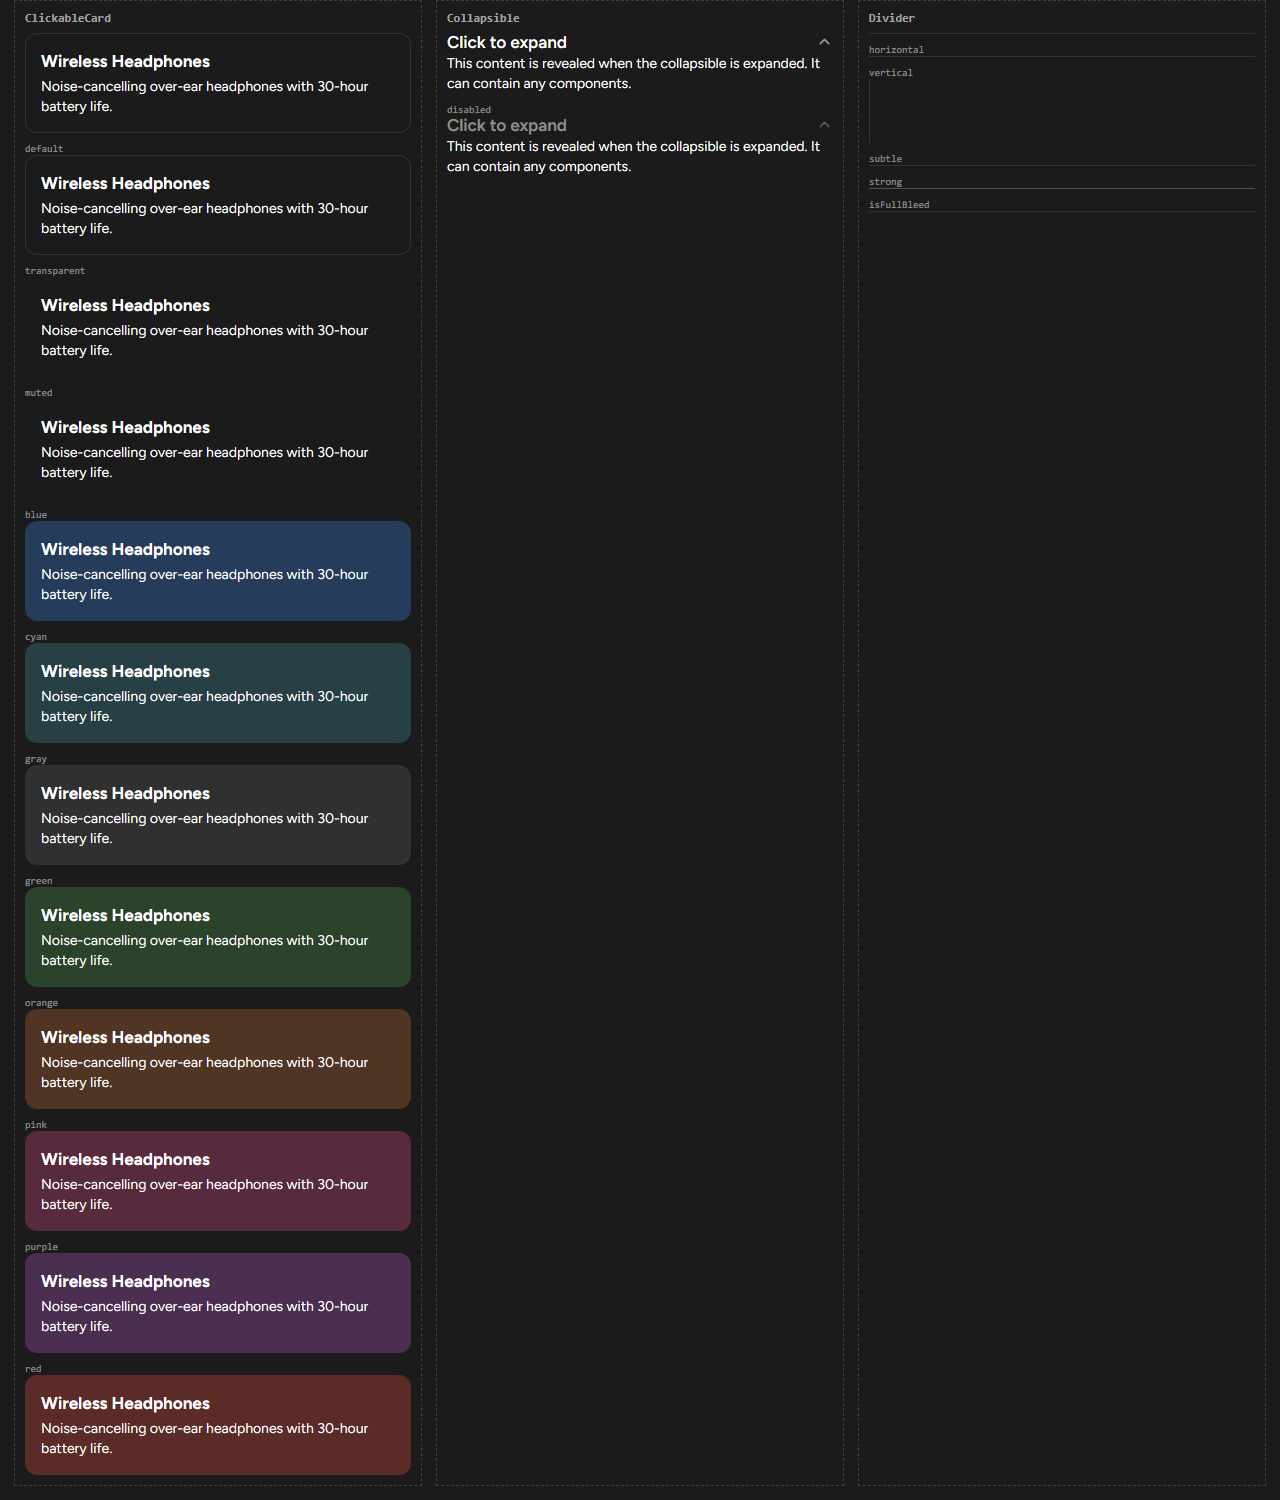 ClickableCard
Wireless Headphones
Noise-cancelling over-ear headphones with 30-hour
battery life.
default
Wireless Headphones
Noise-cancelling over-ear headphones with 30-hour
battery life.
transparent
Wireless Headphones
Noise-cancelling over-ear headphones with 30-hour
battery life.
muted
Wireless Headphones
Noise-cancelling over-ear headphones with 30-hour
battery life.
blue
Wireless Headphones
Noise-cancelling over-ear headphones with 30-hour
battery life.
cyan
Wireless Headphones
Noise-cancelling over-ear headphones with 30-hour
battery life.
gray
Wireless Headphones
Noise-cancelling over-ear headphones with 30-hour
battery life.
green
Wireless Headphones
Noise-cancelling over-ear headphones with 30-hour
battery life.
orange
Wireless Headphones
Noise-cancelling over-ear headphones with 30-hour
battery life.
pink
Wireless Headphones
Noise-cancelling over-ear headphones with 30-hour
battery life.
purple
Wireless Headphones
Noise-cancelling over-ear headphones with 30-hour
battery life.
red
Wireless Headphones
Noise-cancelling over-ear headphones with 30-hour
battery life.
Collapsible
Click to expand
This content is revealed when the collapsible is expanded. It
can contain any components.
disabled
Click to expand
This content is revealed when the collapsible is expanded. It
can contain any components.
Divider
horizontal
vertical
subtle
strong
isFullBleed